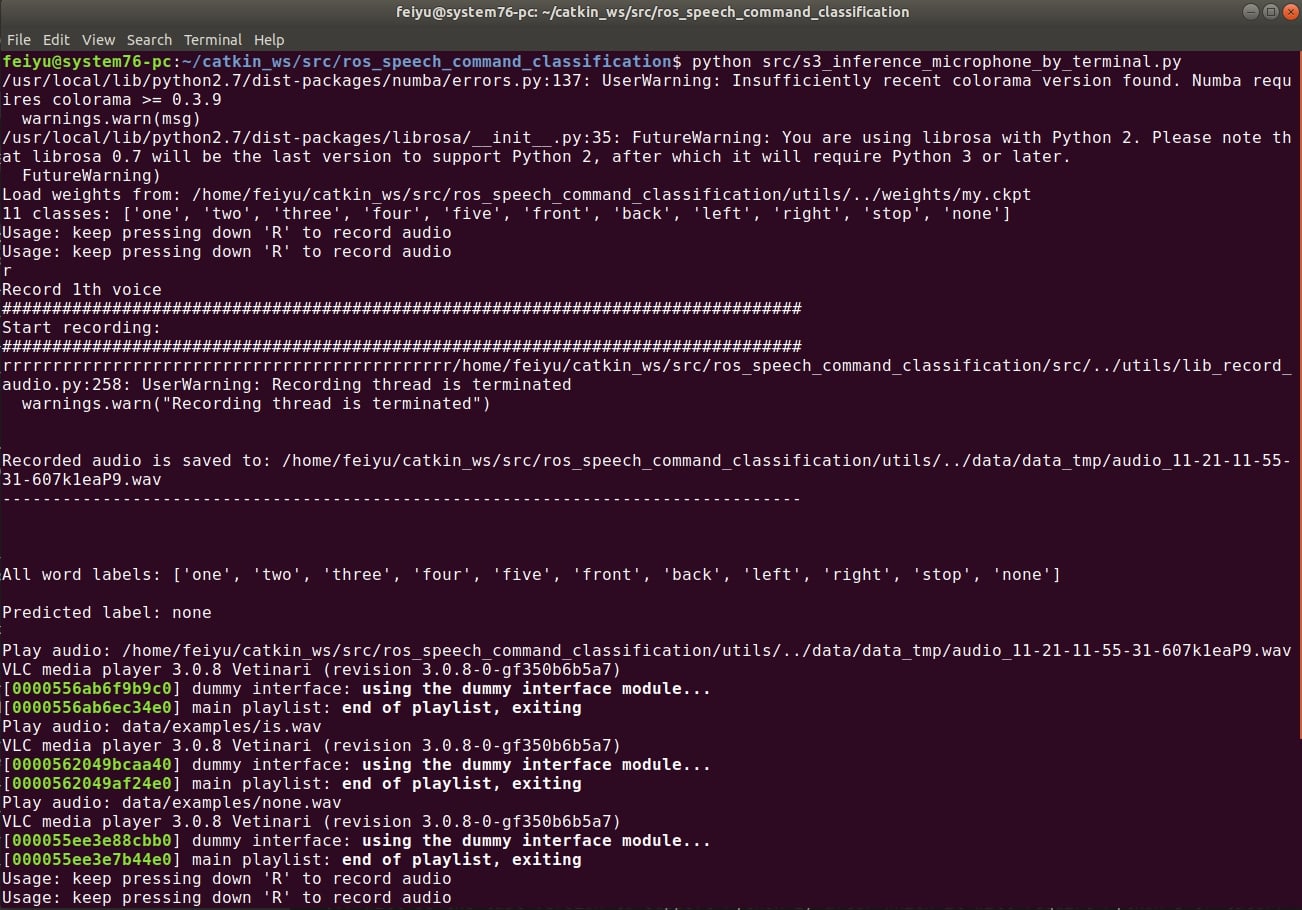 feiyu@system76-pc: ~/catkin_ws/src/ros_speech_command_classification
File Edit View Search Terminal Help
feiyu@system76-pc:~/catkin_ws/src/ros_speech_command_classification$ python src/s3_inference_microphone_by_terminal.py
/usr/local/lib/python2.7/dist-packages/numba/errors.py:137: UserWarning: Insufficiently recent colorama version found. Numba requ
ires colorama >= 0.3.9
  warnings.warn(msg)
/usr/local/lib/python2.7/dist-packages/librosa/__init__.py:35: FutureWarning: You are using librosa with Python 2. Please note th
at librosa 0.7 will be the last version to support Python 2, after which it will require Python 3 or later.
  FutureWarning)
Load weights from: /home/feiyu/catkin_ws/src/ros_speech_command_classification/utils/../weights/my.ckpt
11 classes: ['one', 'two', 'three', 'four', 'five', 'front', 'back', 'left', 'right', 'stop', 'none']
Usage: keep pressing down 'R' to record audio
Usage: keep pressing down 'R' to record audio
r
Record 1th voice
################################################################################
Start recording:
################################################################################
rrrrrrrrrrrrrrrrrrrrrrrrrrrrrrrrrrrrrrrrrrrrr/home/feiyu/catkin_ws/src/ros_speech_command_classification/src/../utils/lib_record_
audio.py:258: UserWarning: Recording thread is terminated
  warnings.warn("Recording thread is terminated")
Recorded audio is saved to: /home/feiyu/catkin_ws/src/ros_speech_command_classification/utils/../data/data_tmp/audio_11-21-11-55-
31-607k1eaP9.wav
--------------------------------------------------------------------------------
All word labels: ['one', 'two', 'three', 'four', 'five', 'front', 'back', 'left', 'right', 'stop', 'none']
Predicted label: none
Play audio: /home/feiyu/catkin_ws/src/ros_speech_command_classification/utils/../data/data_tmp/audio_11-21-11-55-31-607k1eaP9.wav
VLC media player 3.0.8 Vetinari (revision 3.0.8-0-gf350b6b5a7)
[0000556ab6f9b9c0] dummy interface: using the dummy interface module...
[0000556ab6ec34e0] main playlist: end of playlist, exiting
Play audio: data/examples/is.wav
VLC media player 3.0.8 Vetinari (revision 3.0.8-0-gf350b6b5a7)
[0000562049bcaa40] dummy interface: using the dummy interface module...
[0000562049af24e0] main playlist: end of playlist, exiting
Play audio: data/examples/none.wav
VLC media player 3.0.8 Vetinari (revision 3.0.8-0-gf350b6b5a7)
[000055ee3e88cbb0] dummy interface: using the dummy interface module...
[000055ee3e7b44e0] main playlist: end of playlist, exiting
Usage: keep pressing down 'R' to record audio
Usage: keep pressing down 'R' to record audio